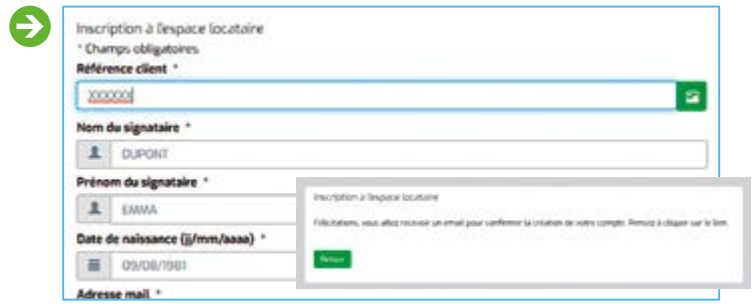 Inscription à l'espace locataire
* Champs obligatoires
Référence client *
XXXXXX
Nom du signataire *
DUPONT
Prénom du signataire *
EMMA
Date de naissance (jj/mm/aaaa) *
09/08/1981
Adresse mail *
Inscription à l'espace locataire
Félicitations, vous allez recevoir un email pour confirmer la création de votre compte. Pensez à cliquer sur le lien.
Retour